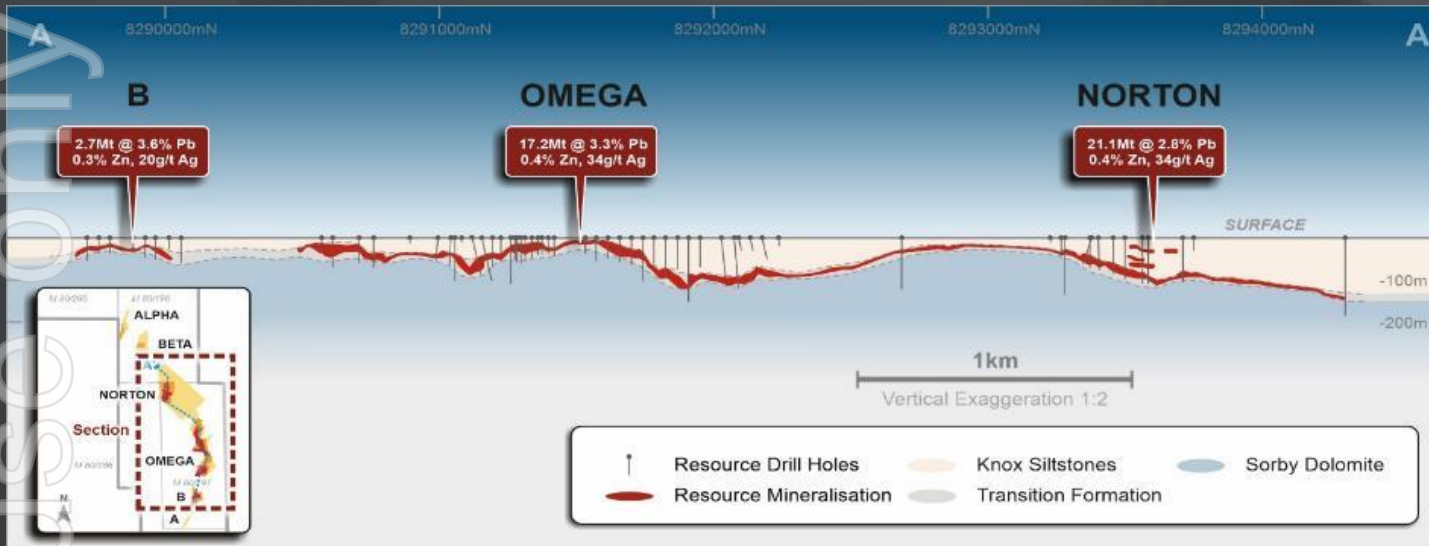 A 8290000mN 8291000mN 8292000mN 8293000mN 8294000mN A
B OMEGA NORTON
2.7Mt @ 3.6% Pb
0.3% Zn, 20g/t Ag
17.2Mt @ 3.3% Pb
0.4% Zn, 34g/t Ag
21.1Mt @ 2.8% Pb
0.4% Zn, 34g/t Ag
SURFACE
-100m
-200m
ALPHA
BETA
A'
NORTON
Section
OMEGA
B
A
N
1km
Vertical Exaggeration 1:2
Resource Drill Holes
Knox Siltstones
Sorby Dolomite
Resource Mineralisation
Transition Formation
use only